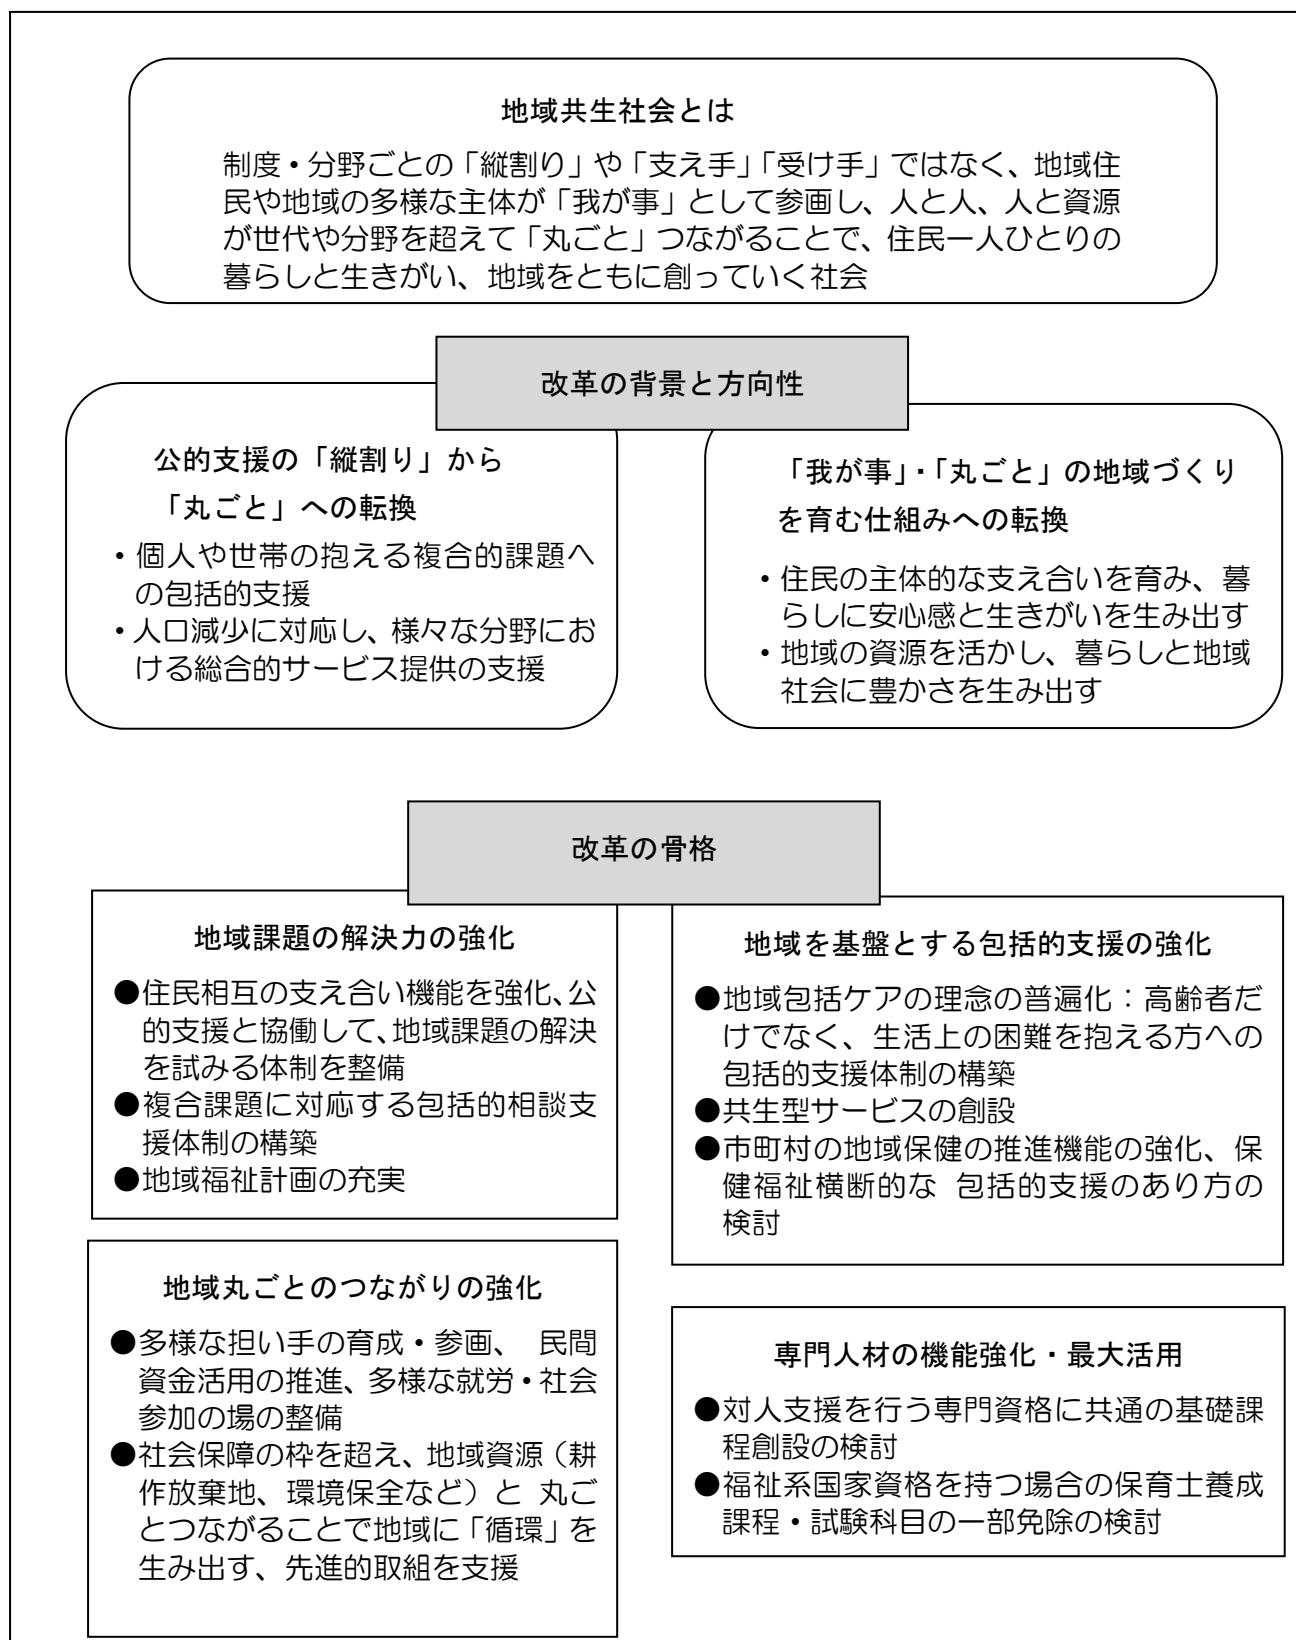 地域共生社会とは
制度・分野ごとの「縦割り」や「支え手」「受け手」ではなく、地域住
民や地域の多様な主体が「我が事」として参画し、人と人、人と資源
が世代や分野を超えて「丸ごと」つながることで、住民一人ひとりの
暮らしと生きがい、地域をともに創っていく社会
改革の背景と方向性
公的支援の「縦割り」から
「丸ごと」への転換
・個人や世帯の抱える複合的課題へ
の包括的支援
・人口減少に対応し、様々な分野にお
ける総合的サービス提供の支援
「我が事」・「丸ごと」の地域づくり
を育む仕組みへの転換
・住民の主体的な支え合いを育み、暮
らしに安心感と生きがいを生み出す
・地域の資源を活かし、暮らしと地域
社会に豊かさを生み出す
改革の骨格
地域課題の解決力の強化
●住民相互の支え合い機能を強化、公
的支援と協働して、地域課題の解決
を試みる体制を整備
●複合課題に対応する包括的相談支
援体制の構築
●地域福祉計画の充実
地域を基盤とする包括的支援の強化
●地域包括ケアの理念の普遍化：高齢者だ
けでなく、生活上の困難を抱える方への
包括的支援体制の構築
●共生型サービスの創設
●市町村の地域保健の推進機能の強化、保
健福祉横断的な 包括的支援のあり方の
検討
地域丸ごとのつながりの強化
●多様な担い手の育成・参画、 民間
資金活用の推進、多様な就労・社会
参加の場の整備
●社会保障の枠を超え、地域資源（耕
作放棄地、環境保全など）と 丸ご
とつながることで地域に「循環」を
生み出す、先進的取組を支援
専門人材の機能強化・最大活用
●対人支援を行う専門資格に共通の基礎課
程創設の検討
●福祉系国家資格を持つ場合の保育士養成
課程・試験科目の一部免除の検討